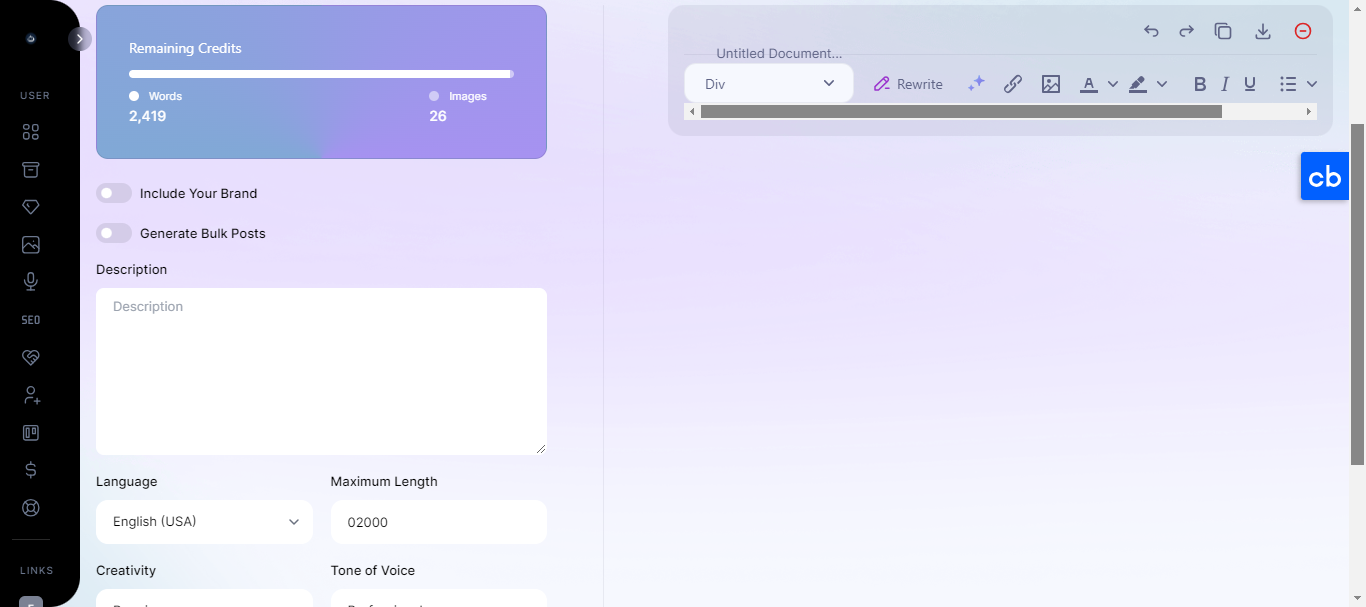 Remaining Credits
Words
2,419
Images
26
Include Your Brand
Generate Bulk Posts
Description
Description
Language
Maximum Length
English (USA)
02000
Creativity
Tone of Voice
USER
SEO
LINKS
Untitled Document...
Div
Rewrite
A
B
I
U
cb